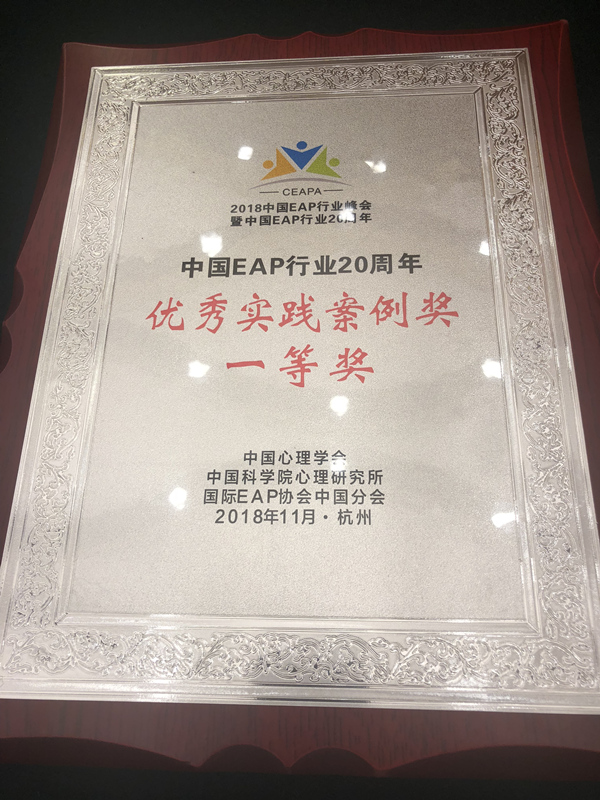 CEAPA
2018中国EAP行业峰会
暨中国EAP行业20周年
中国EAP行业20周年
优秀实践案例奖
一等奖
中国心理学会
中国科学院心理研究所
国际EAP协会中国分会
2018年11月·杭州